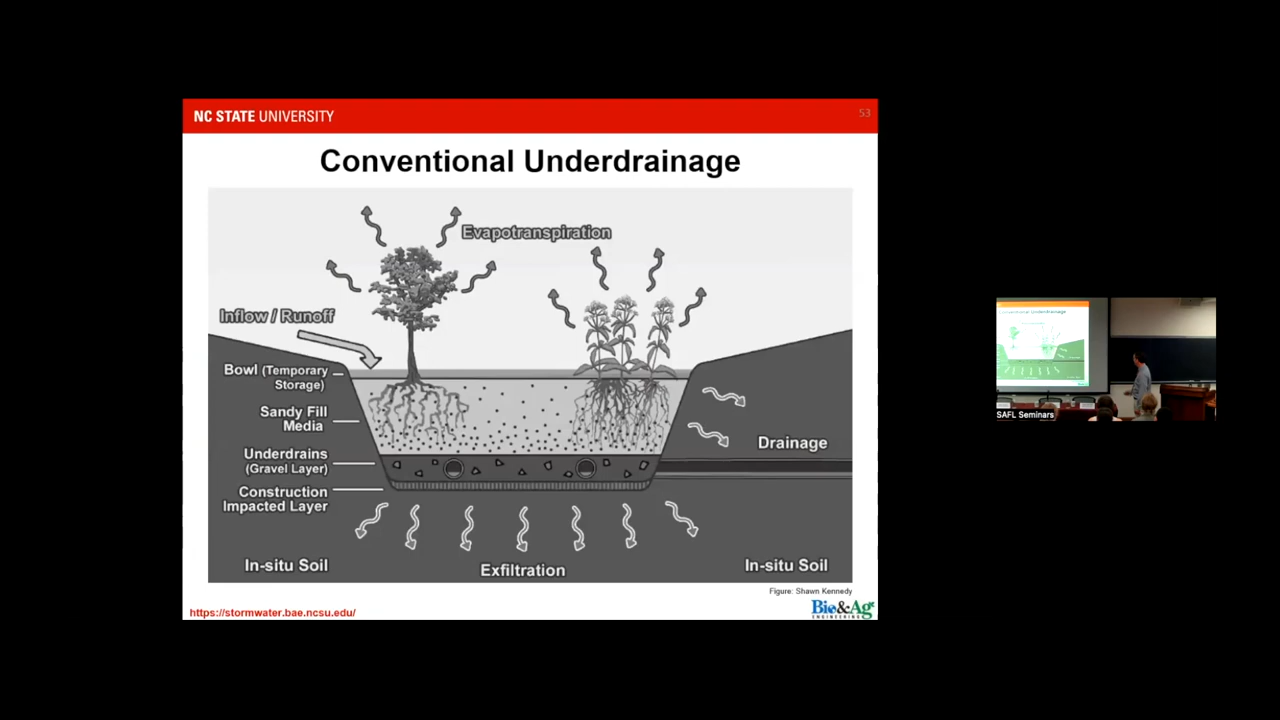 NC STATE UNIVERSITY
53
Conventional Underdrainage
Evapotranspiration
Inflow / Runoff
Bowl (Temporary
Storage)
Sandy Fill
Media
Underdrains
(Gravel Layer)
Construction
Impacted Layer
Drainage
In-situ Soil
Exfiltration
In-situ Soil
Figure: Shawn Kennedy
https://stormwater.bae.ncsu.edu/
Bio&Ag
ENGINEERING
Conventional Underdrainage
SAFL Seminars